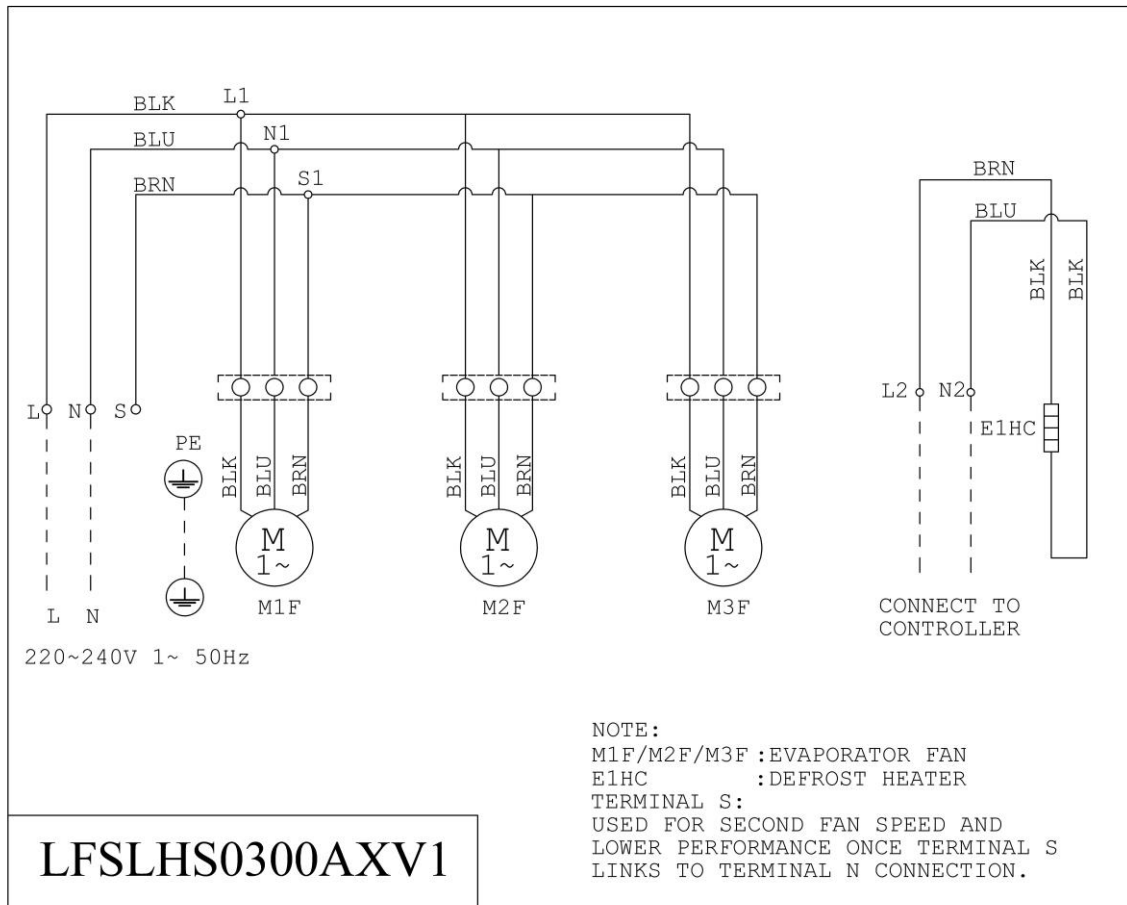 BLK L1
BLU N1
BRN S1
L N S
PE
BLK BLU BRN
BLK BLU BRN
BLK BLU BRN
M
1~
M
1~
M
1~
M1F M2F M3F
L N
220~240V 1~ 50Hz
BRN
BLU
BLK BLK
L2 N2
E1HC
CONNECT TO
CONTROLLER
NOTE:
M1F/M2F/M3F :EVAPORATOR FAN
E1HC :DEFROST HEATER
TERMINAL S:
USED FOR SECOND FAN SPEED AND
LOWER PERFORMANCE ONCE TERMINAL S
LINKS TO TERMINAL N CONNECTION.
LFSLHS0300AXV1